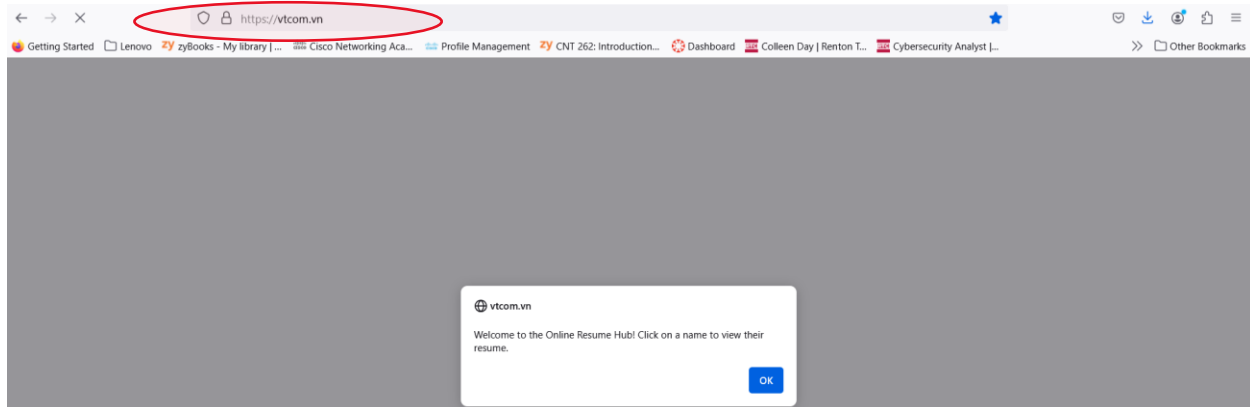 https://vtcom.vn
Getting Started Lenovo zyBooks - My library | ... Cisco Networking Aca... Profile Management CNT 262: Introduction... Dashboard Colleen Day | Renton T... Cybersecurity Analyst |... Other Bookmarks
vtcom.vn
Welcome to the Online Resume Hub! Click on a name to view their
resume.
OK